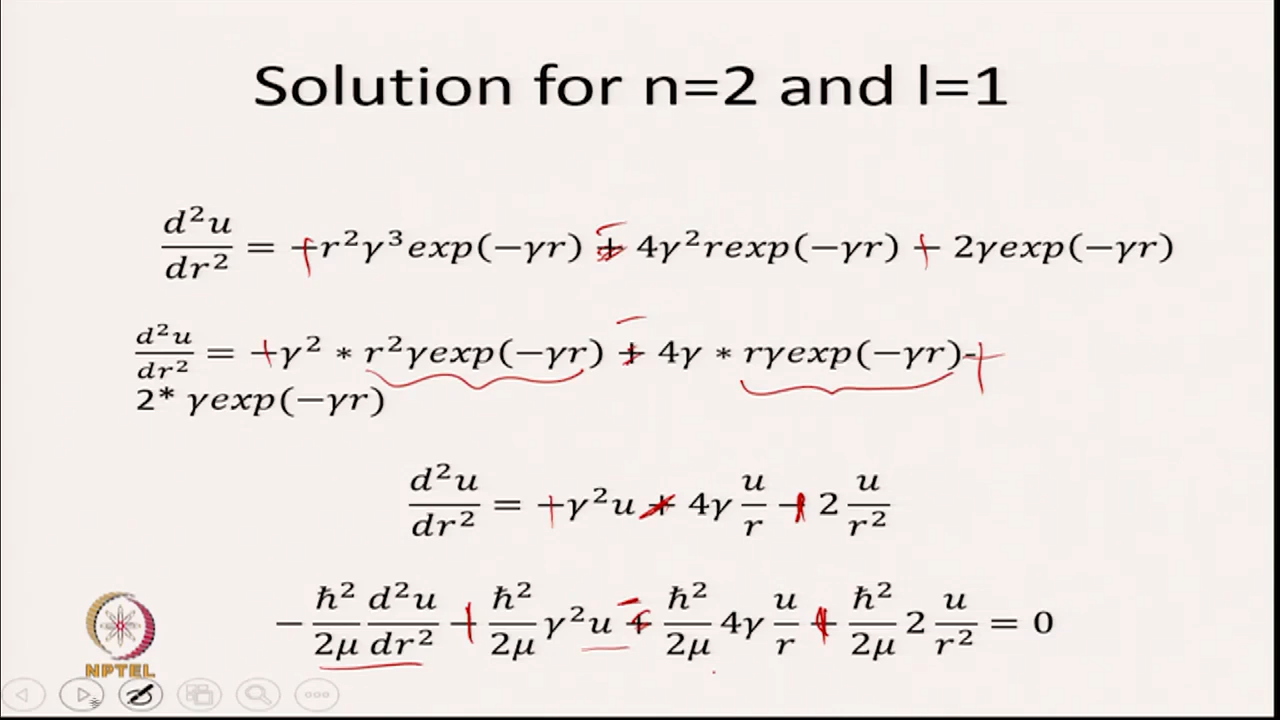 Solution for n=2 and l=1
d²u/dr² = +r²γ³exp(−γr) − 4γ²rexp(−γr) + 2γexp(−γr)
d²u/dr² = +γ² * r²γexp(−γr) − 4γ * rγexp(−γr)+
2* γexp(−γr)
d²u/dr² = +γ²u − 4γ u/r + 2 u/r²
− ℏ²/2μ d²u/dr² + ℏ²/2μ γ²u − ℏ²/2μ 4γ u/r + ℏ²/2μ 2 u/r² = 0
NPTEL